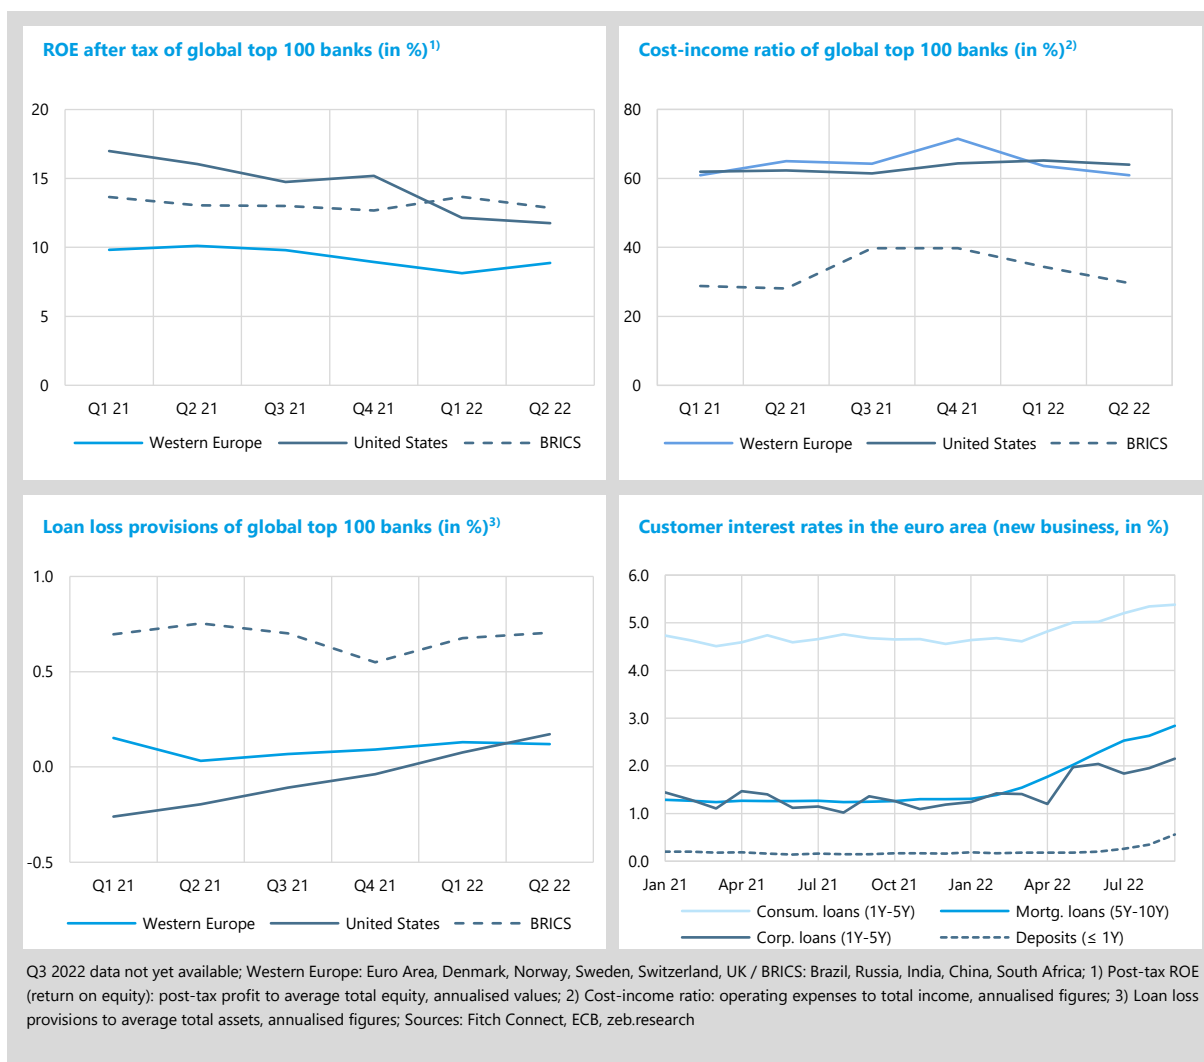 ROE after tax of global top 100 banks (in %)1)
20
15
10
5
0
Q1 21 Q2 21 Q3 21 Q4 21 Q1 22 Q2 22
Western Europe United States BRICS
Cost-income ratio of global top 100 banks (in %)2)
80
60
40
20
0
Q1 21 Q2 21 Q3 21 Q4 21 Q1 22 Q2 22
Western Europe United States BRICS
Loan loss provisions of global top 100 banks (in %)3)
1.0
0.5
0.0
-0.5
Q1 21 Q2 21 Q3 21 Q4 21 Q1 22 Q2 22
Western Europe United States BRICS
Customer interest rates in the euro area (new business, in %)
6.0
5.0
4.0
3.0
2.0
1.0
0.0
Jan 21 Apr 21 Jul 21 Oct 21 Jan 22 Apr 22 Jul 22
Consum. loans (1Y-5Y) Mortg. loans (5Y-10Y)
Corp. loans (1Y-5Y) Deposits (≤ 1Y)
Q3 2022 data not yet available; Western Europe: Euro Area, Denmark, Norway, Sweden, Switzerland, UK / BRICS: Brazil, Russia, India, China, South Africa; 1) Post-tax ROE
(return on equity): post-tax profit to average total equity, annualised values; 2) Cost-income ratio: operating expenses to total income, annualised figures; 3) Loan loss
provisions to average total assets, annualised figures; Sources: Fitch Connect, ECB, zeb.research